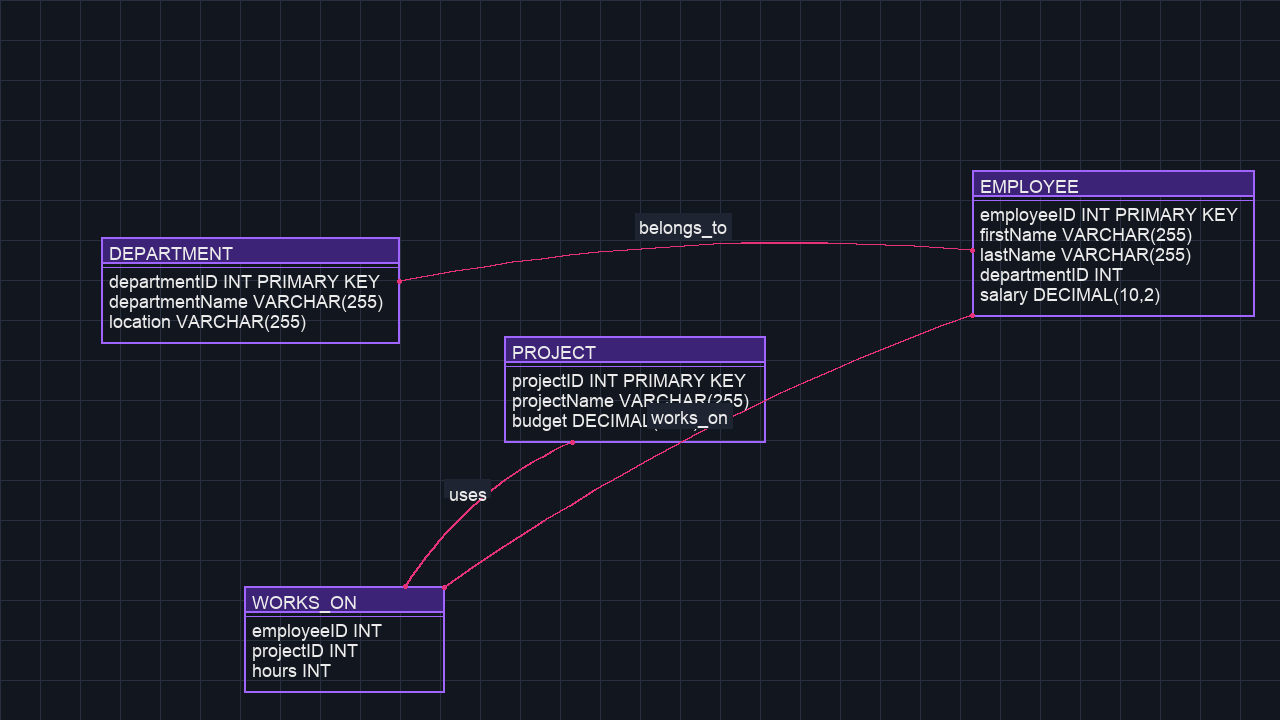 belongs_to
EMPLOYEE
employeeID INT PRIMARY KEY
firstName VARCHAR(255)
lastName VARCHAR(255)
departmentID INT
salary DECIMAL(10,2)
DEPARTMENT
departmentID INT PRIMARY KEY
departmentName VARCHAR(255)
location VARCHAR(255)
PROJECT
projectID INT PRIMARY KEY
projectName VARCHAR(255)
budget DECIMAL
works_on
uses
WORKS_ON
employeeID INT
projectID INT
hours INT